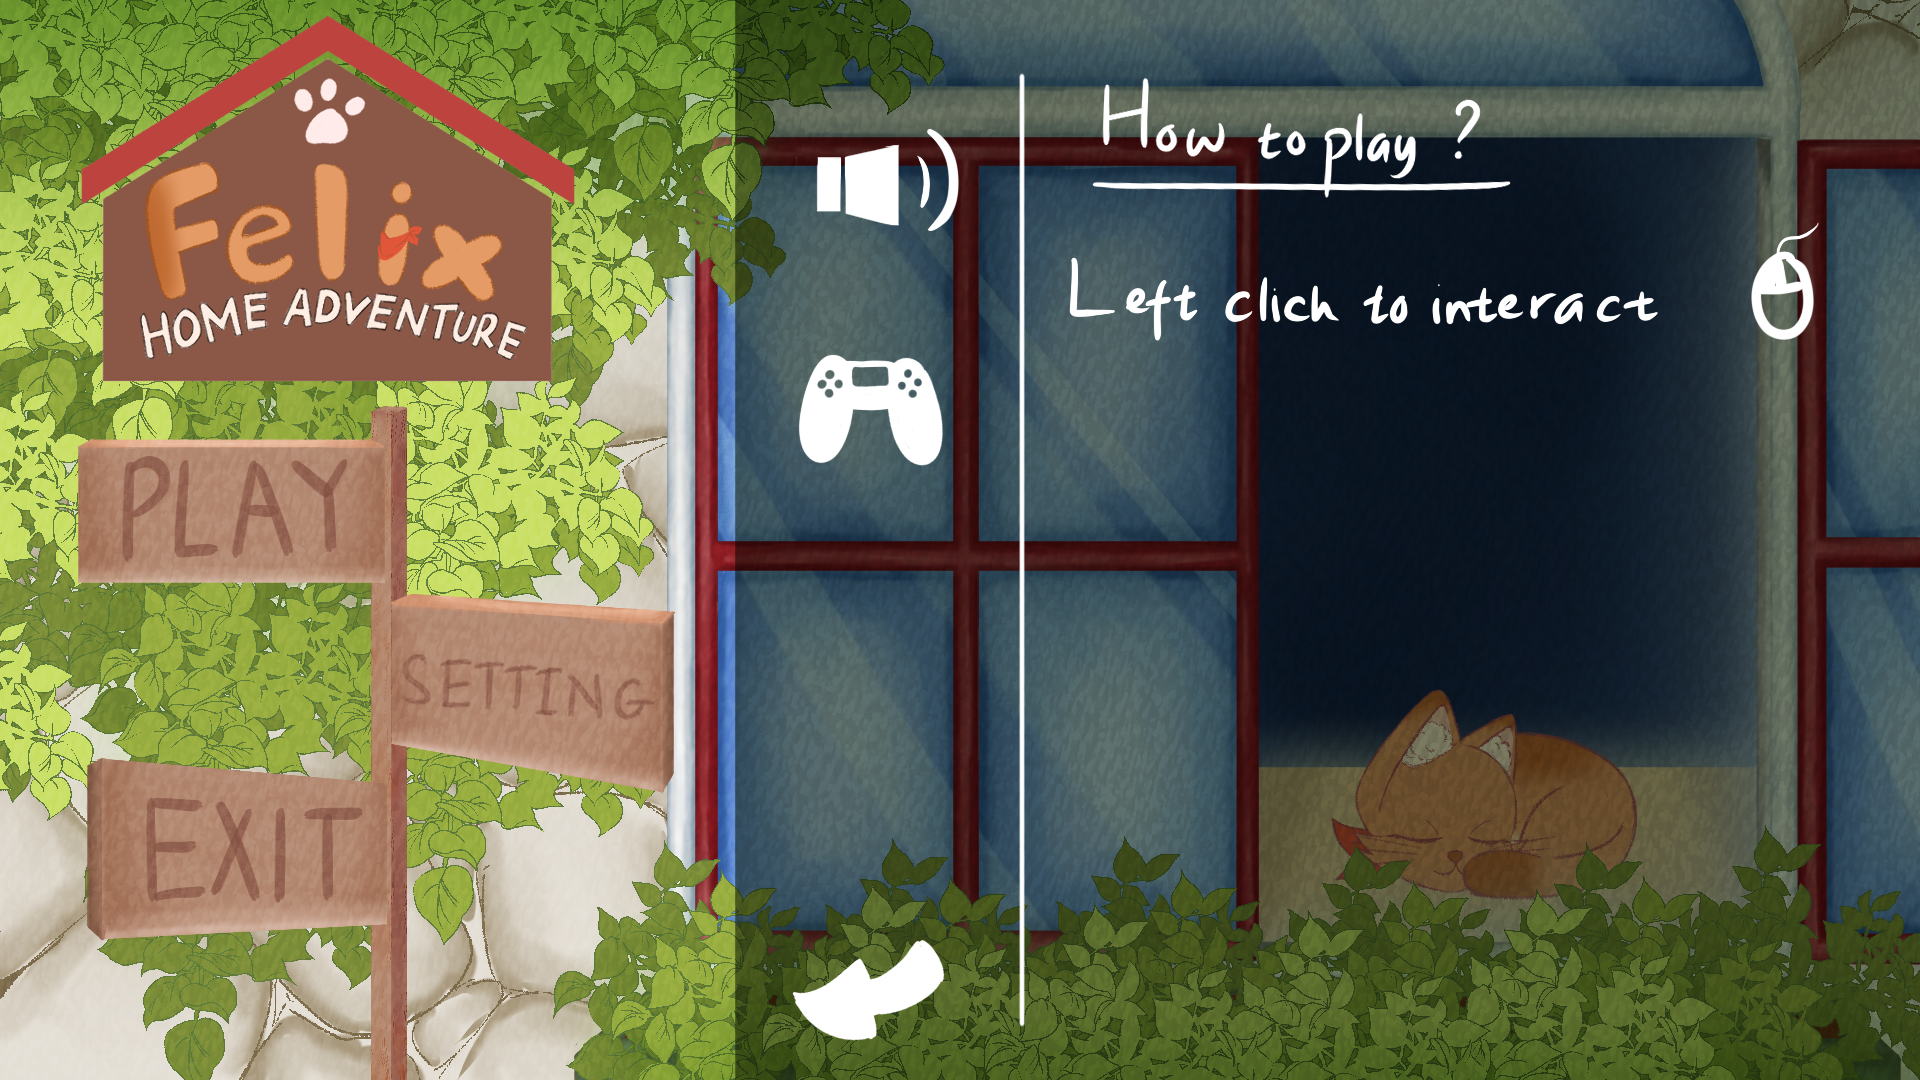 Felix
HOME ADVENTURE
PLAY
SETTING
EXIT
How to play ?
Left click to interact